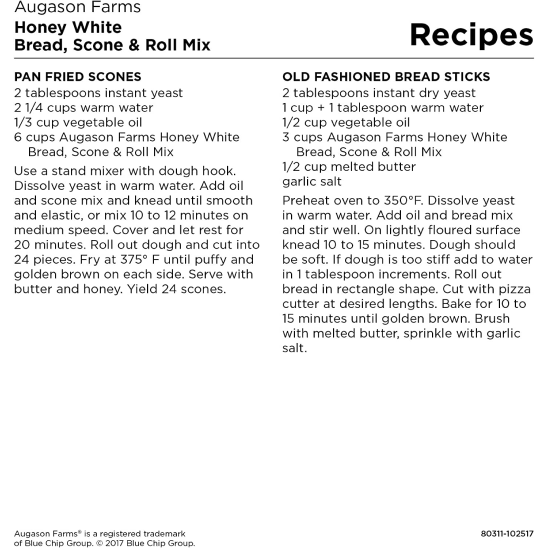 Augason Farms
Honey White
Bread, Scone & Roll Mix
Recipes
PAN FRIED SCONES
2 tablespoons instant yeast
2 1/4 cups warm water
1/3 cup vegetable oil
6 cups Augason Farms Honey White
Bread, Scone & Roll Mix
Use a stand mixer with dough hook.
Dissolve yeast in warm water. Add oil
and scone mix and knead until smooth
and elastic, or mix 10 to 12 minutes on
medium speed. Cover and let rest for
20 minutes. Roll out dough and cut into
24 pieces. Fry at 375° F until puffy and
golden brown on each side. Serve with
butter and honey. Yield 24 scones.
OLD FASHIONED BREAD STICKS
2 tablespoons instant dry yeast
1 cup + 1 tablespoon warm water
1/2 cup vegetable oil
3 cups Augason Farms Honey White
Bread, Scone & Roll Mix
1/2 cup melted butter
garlic salt
Preheat oven to 350°F. Dissolve yeast
in warm water. Add oil and bread mix
and stir well. On lightly floured surface
knead 10 to 15 minutes. Dough should
be soft. If dough is too stiff add to water
in 1 tablespoon increments. Roll out
bread in rectangle shape. Cut with pizza
cutter at desired lengths. Bake for 10 to
15 minutes until golden brown. Brush
with melted butter, sprinkle with garlic
salt.
Augason Farms® is a registered trademark
of Blue Chip Group. © 2017 Blue Chip Group.
80311-102517